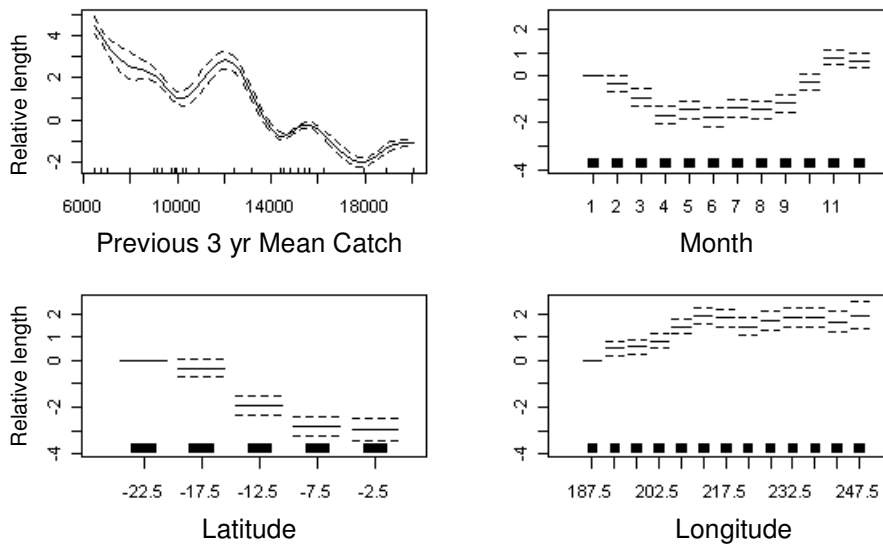 Relative length
4
2
0
-2
6000 10000 14000 18000
Previous 3 yr Mean Catch
2
0
-2
-4
1 2 3 4 5 6 7 8 9 11
Month
Relative length
2
0
-2
-4
-22.5 -17.5 -12.5 -7.5 -2.5
Latitude
2
0
-2
-4
187.5 202.5 217.5 232.5 247.5
Longitude